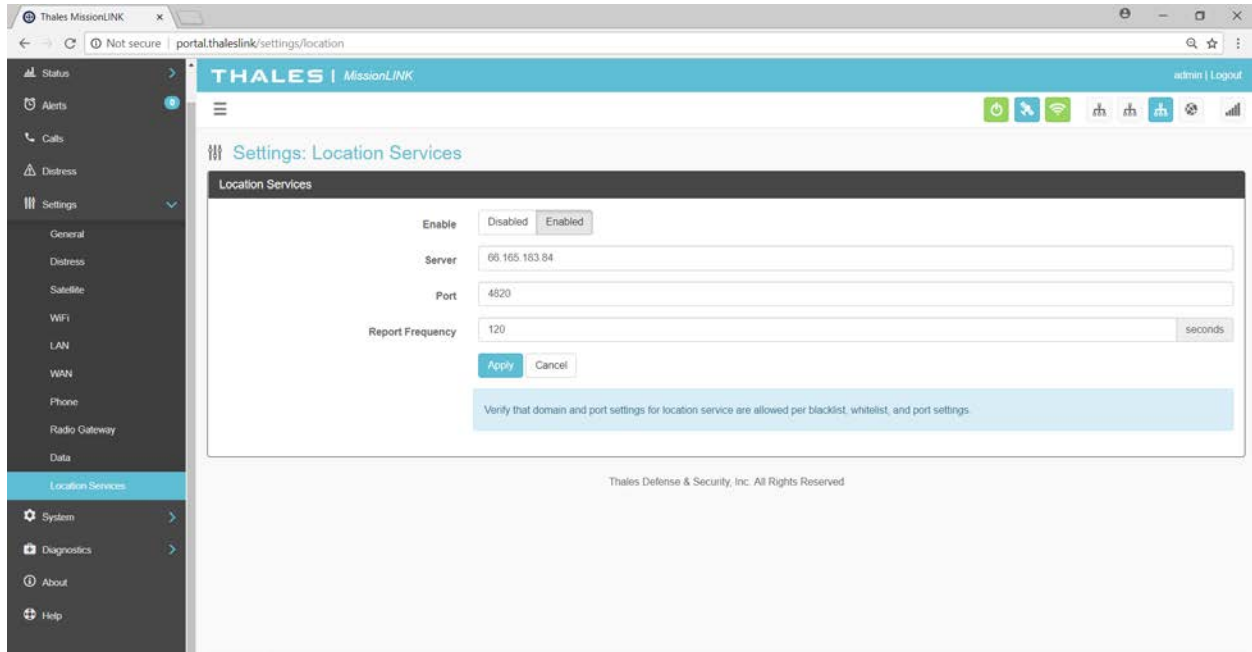 Thales MissionLINK
Not secure | portal.thaleslink/settings/location
Status
THALES | MissionLINK
admin | Logout
Alerts
0
Calls
Distress
Settings
General
Distress
Satellite
WiFi
LAN
WAN
Phone
Radio Gateway
Data
Location Services
System
Diagnostics
About
Help
Settings: Location Services
Location Services
Enable
Disabled
Enabled
Server
66.165.183.84
Port
4820
Report Frequency
120
seconds
Apply
Cancel
Verify that domain and port settings for location service are allowed per blacklist, whitelist, and port settings.
Thales Defense & Security, Inc. All Rights Reserved